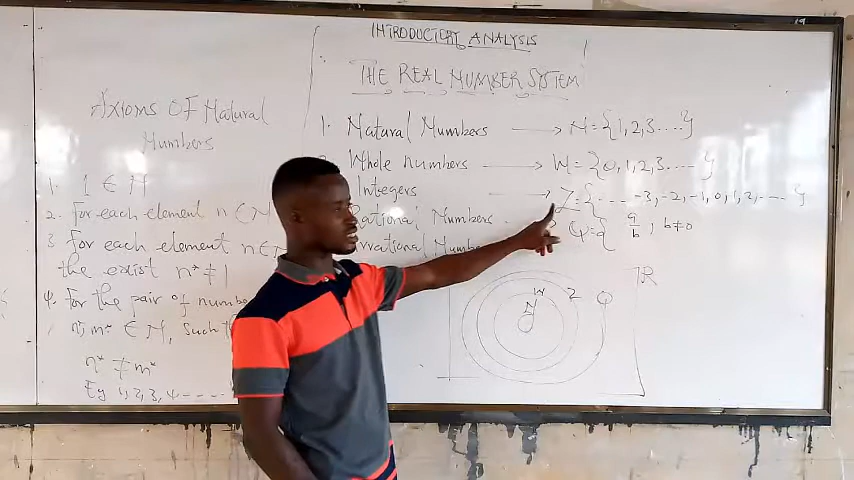 INTRODUCTORY ANALYSIS
THE REAL NUMBER SYSTEM
1. Natural Numbers → N={1,2,3....}
Whole numbers → W={0,1,2,3....}
Integers → Z={....-3,-2,-1,0,1,2,....}
Rational Numbers Q={ a/b, b≠0
Irrational Numbe
N W Z Q R
Axioms Of Natural
Numbers
1. 1 ∈ N
2. For each element n ∈ N
3 For each element n ∈ N
the exist n* ≠ 1
4. For the pair of numbe
n, m* ∈ N, Such th
n* ≠ m*
Eg 1,2,3,4-----